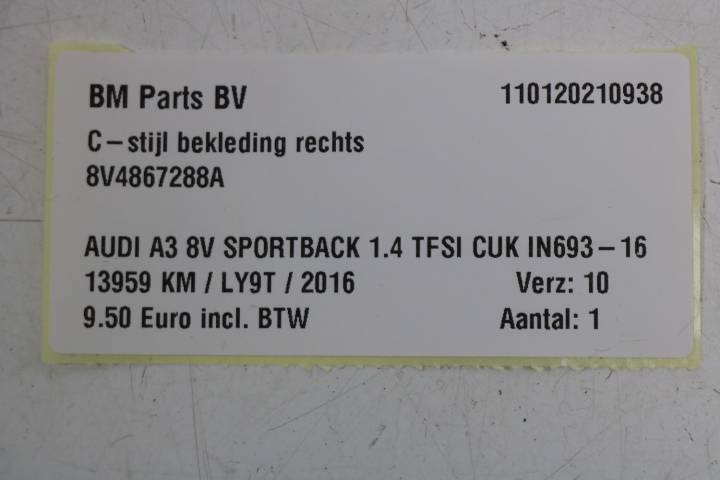 BM Parts BV 110120210938
C-stijl bekleding rechts
8V4867288A
AUDI A3 8V SPORTBACK 1.4 TFSI CUK IN693-16
13959 KM / LY9T / 2016 Verz: 10
9.50 Euro incl. BTW Aantal: 1